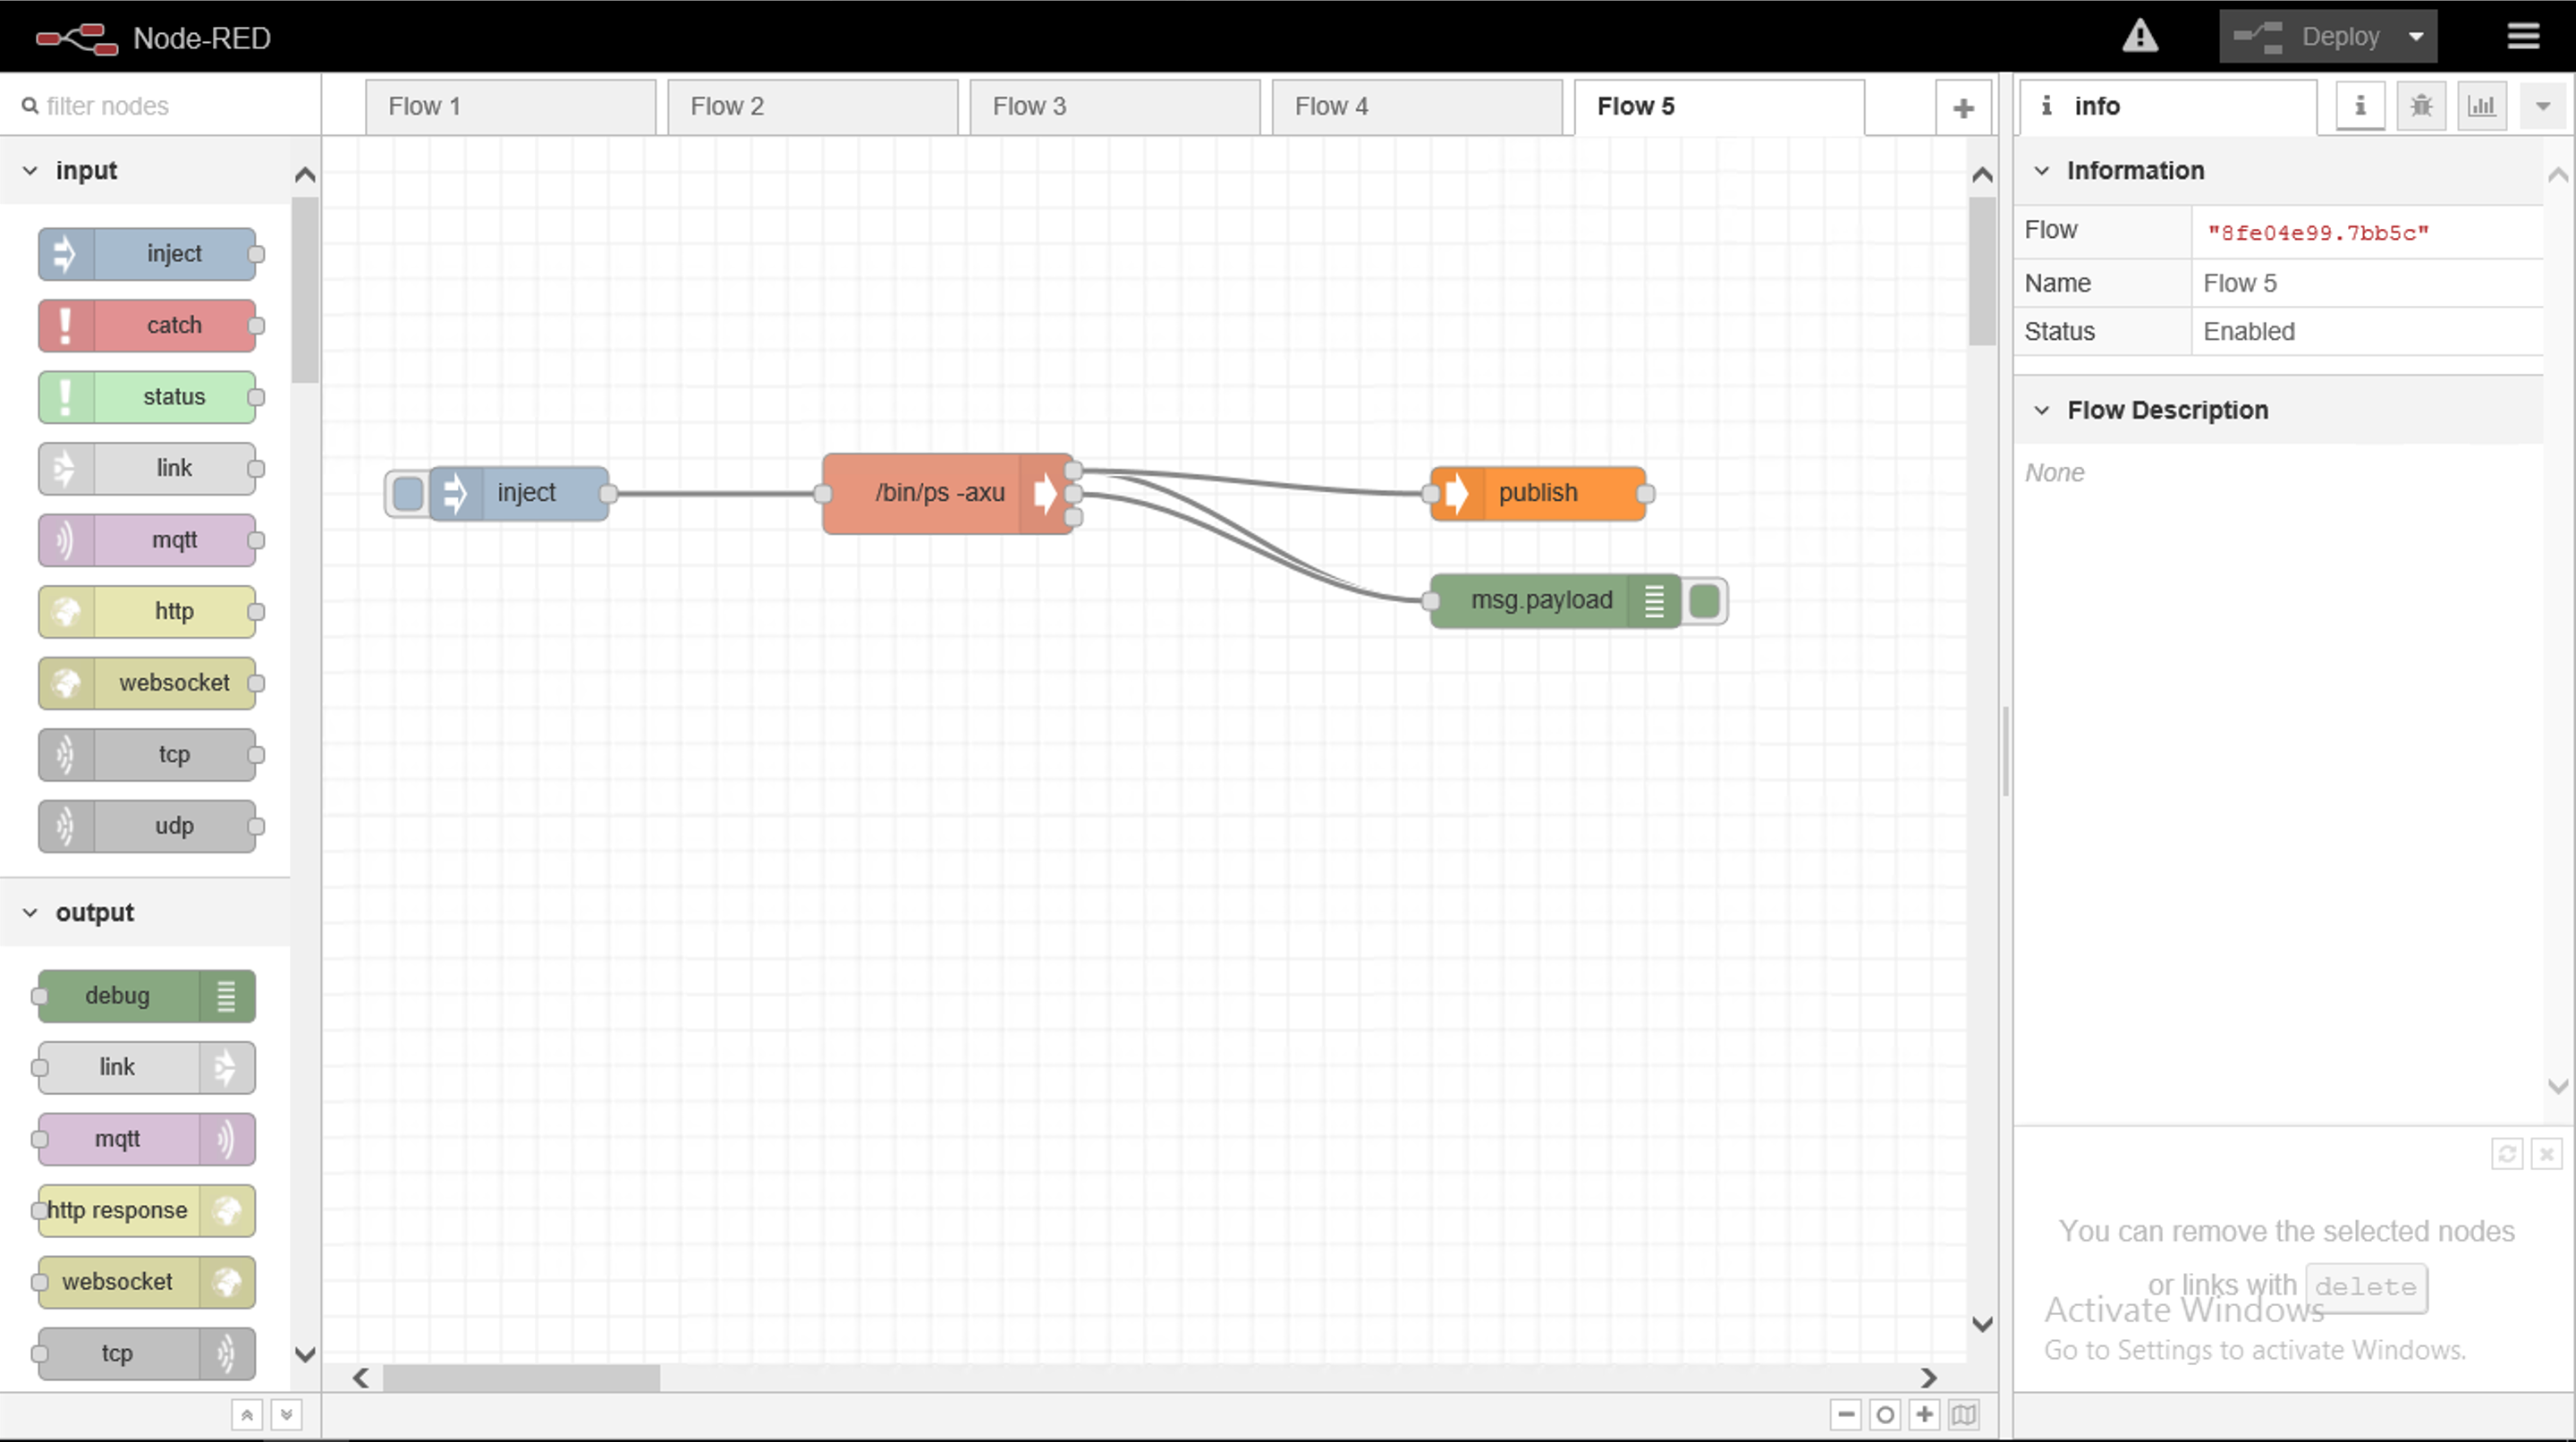 Node-RED
Deploy
filter nodes
Flow 1
Flow 2
Flow 3
Flow 4
Flow 5
info
input
inject
catch
status
link
mqtt
http
websocket
tcp
udp
output
debug
link
mqtt
http response
websocket
tcp
inject
/bin/ps -axu
publish
msg.payload
Information
Flow "8fe04e99.7bb5c"
Name Flow 5
Status Enabled
Flow Description
None
You can remove the selected nodes
or links with delete
Activate Windows
Go to Settings to activate Windows.